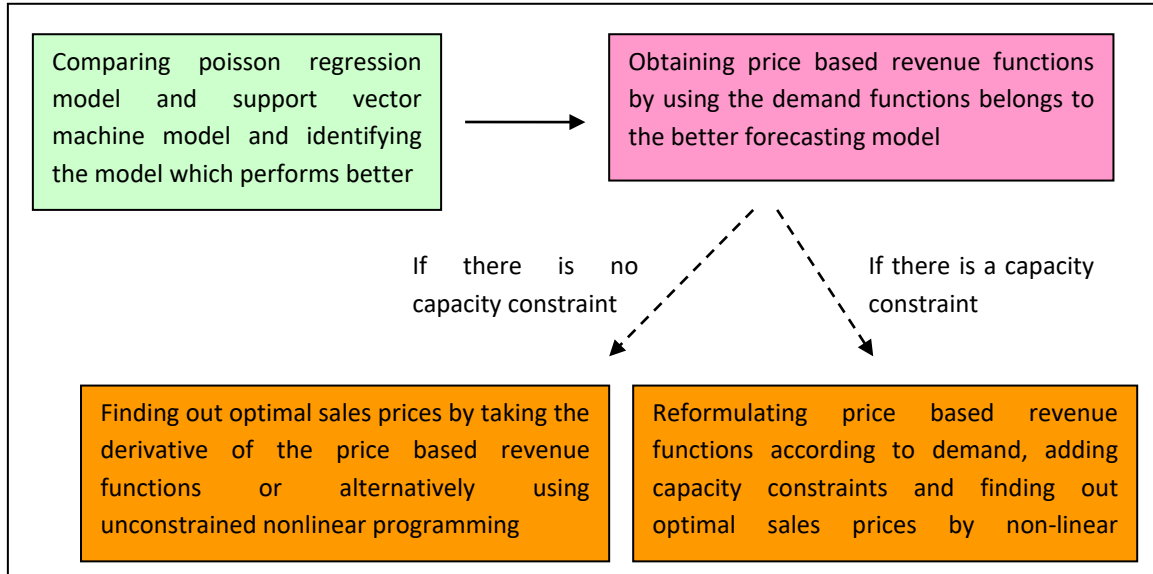 Comparing poisson regression
model and support vector
machine model and identifying
the model which performs better
Obtaining price based revenue functions
by using the demand functions belongs to
the better forecasting model
If there is no
capacity constraint
If there is a capacity
constraint
Finding out optimal sales prices by taking the
derivative of the price based revenue
functions or alternatively using
unconstrained nonlinear programming
Reformulating price based revenue
functions according to demand, adding
capacity constraints and finding out
optimal sales prices by non-linear